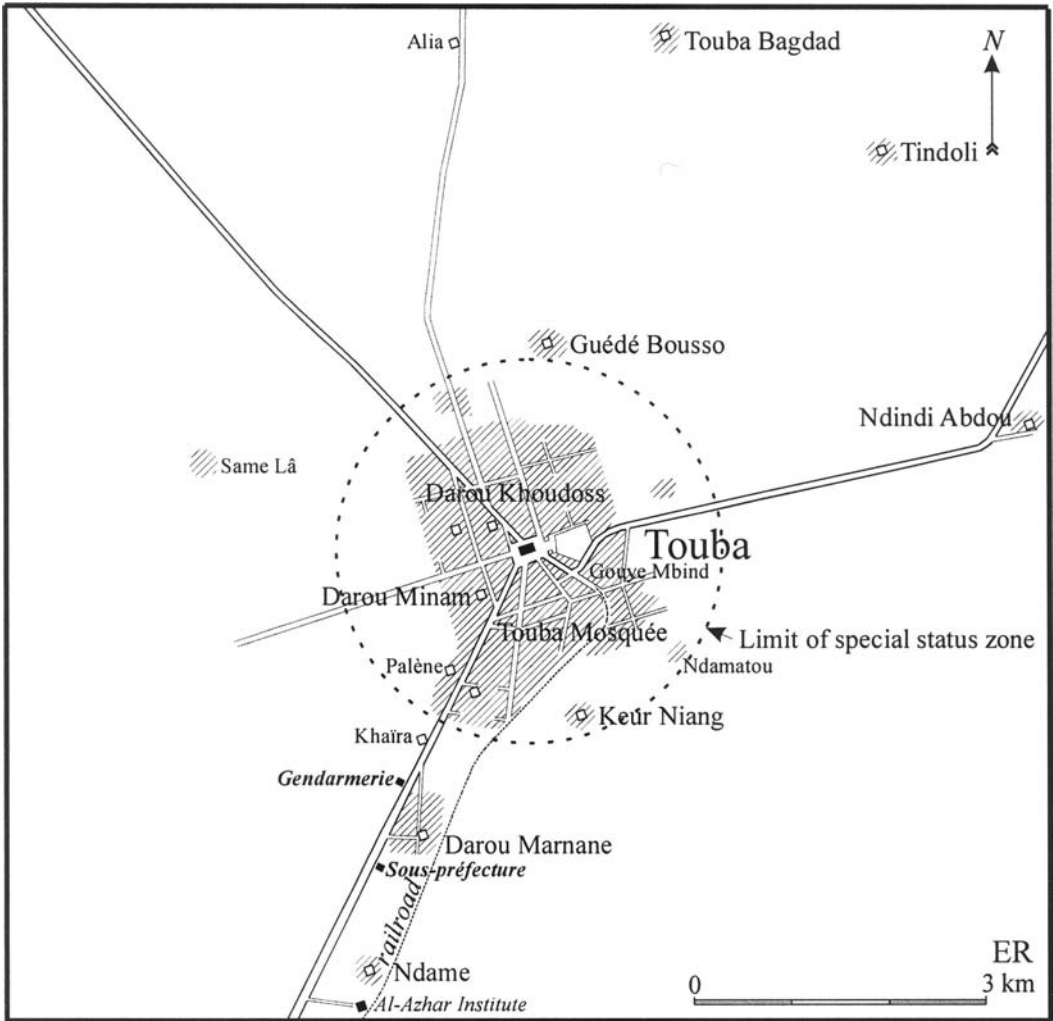 Alia
Touba Bagdad
N
Tindoli
Guédé Bousso
Ndindi Abdou
Same Lâ
Darou Khoudoss
Touba
Gouye Mbind
Darou Minam
Touba Mosquée
Limit of special status zone
Palène
Ndamatou
Keur Niang
Khaïra
Gendarmerie
Darou Marnane
Sous-préfecture
railroad
Ndame
Al-Azhar Institute
ER
0
3 km